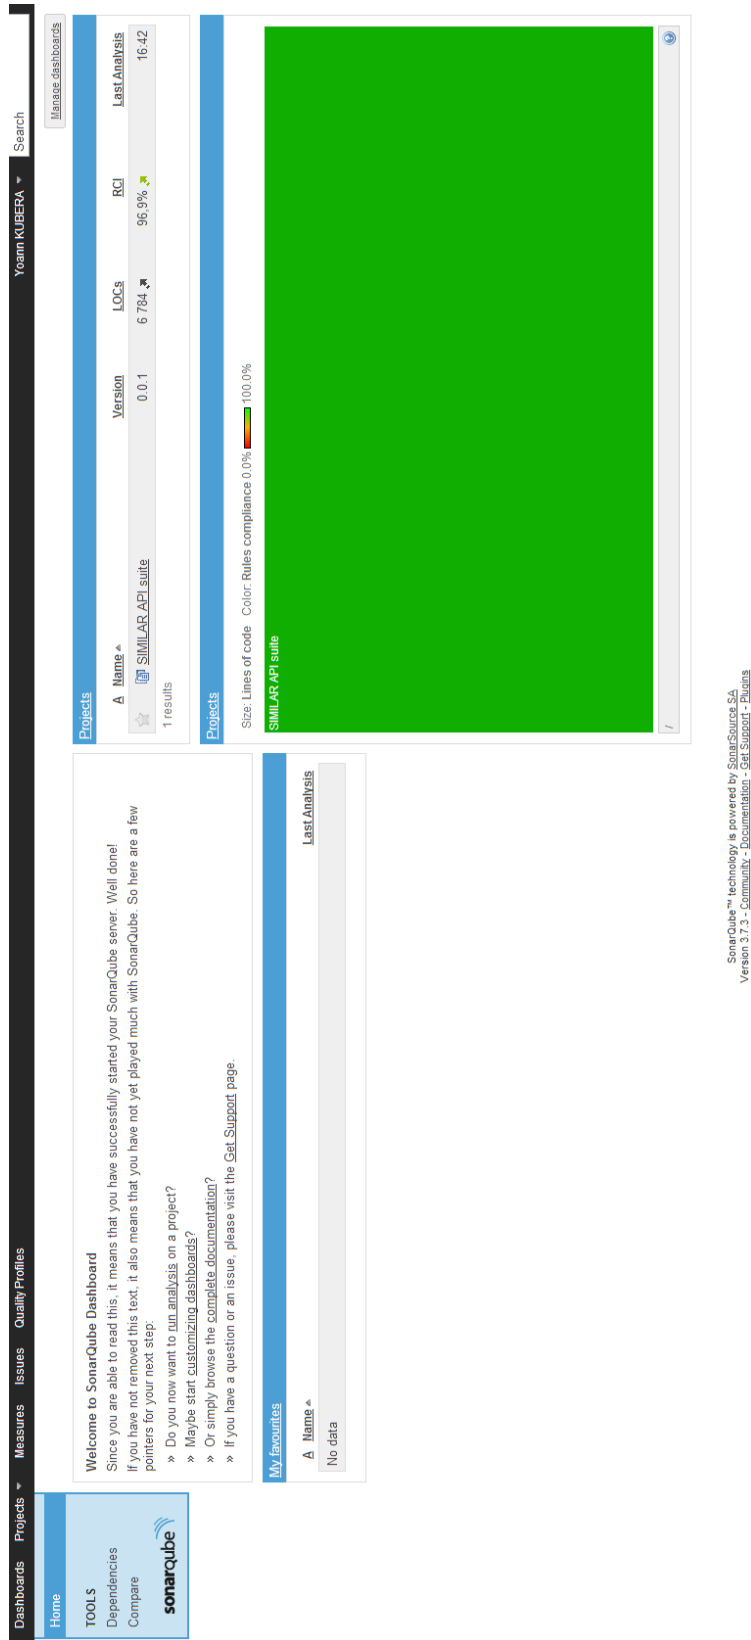 Dashboards Projects Measures Issues Quality Profiles Yoann KUBERA Search
Manage dashboards
Home
TOOLS
Dependencies
Compare
sonarqube
Welcome to SonarQube Dashboard
Since you are able to read this, it means that you have successfully started your SonarQube server. Well done!
If you have not removed this text, it also means that you have not yet played much with SonarQube. So here are a few
pointers for your next step:
» Do you now want to run analysis on a project?
» Maybe start customizing dashboards?
» Or simply browse the complete documentation?
» If you have a question or an issue, please visit the Get Support page.
My favourites
A Name Last Analysis
No data
Projects
A Name Version LOCs RCI Last Analysis
SIMILAR API suite 0.0.1 6 784 96,9% 16:42
1 results
Projects
Size: Lines of code Color: Rules compliance 0.0% 100.0%
SIMILAR API suite
/
SonarQube™ technology is powered by SonarSource SA
Version 3.7.3 - Community - Documentation - Get Support - Plugins